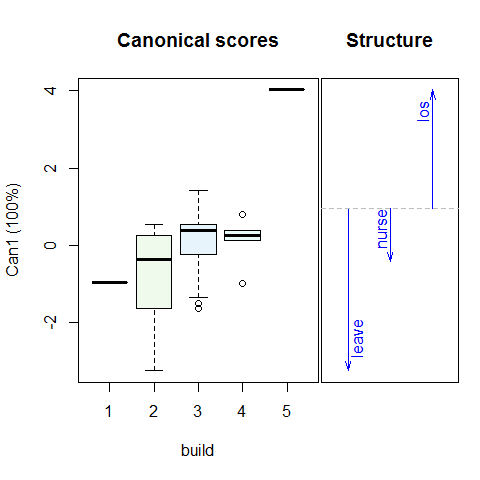 Canonical scores
Structure
Can1 (100%)
4
2
0
-2
1 2 3 4 5
build
leave
nurse
los